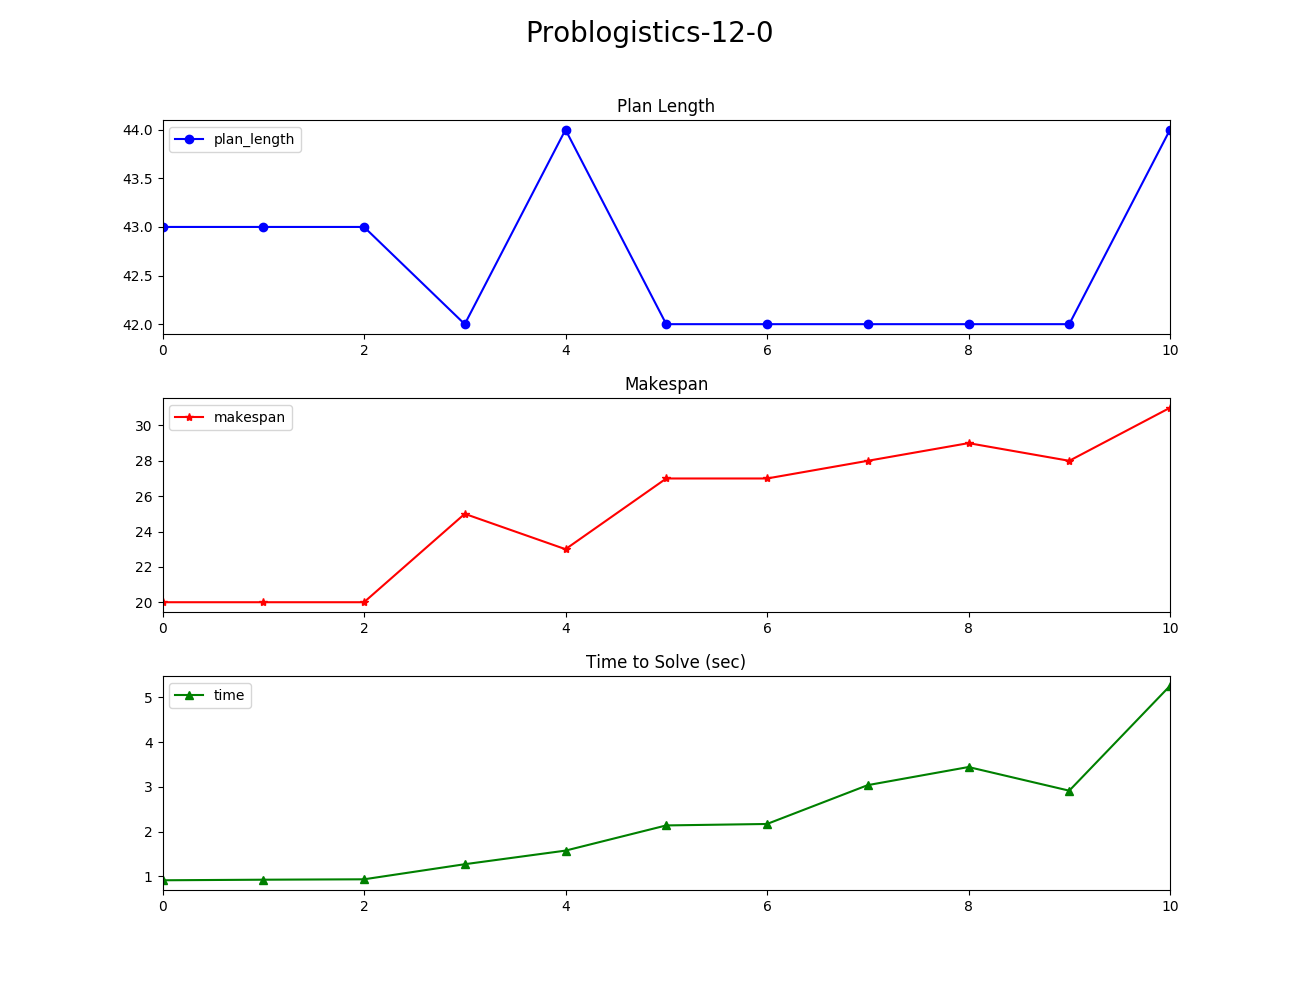 Problogistics-12-0
Plan Length
plan_length
44.0
43.5
43.0
42.5
42.0
0 2 4 6 8 10
Makespan
makespan
30
28
26
24
22
20
0 2 4 6 8 10
Time to Solve (sec)
time
5
4
3
2
1
0 2 4 6 8 10